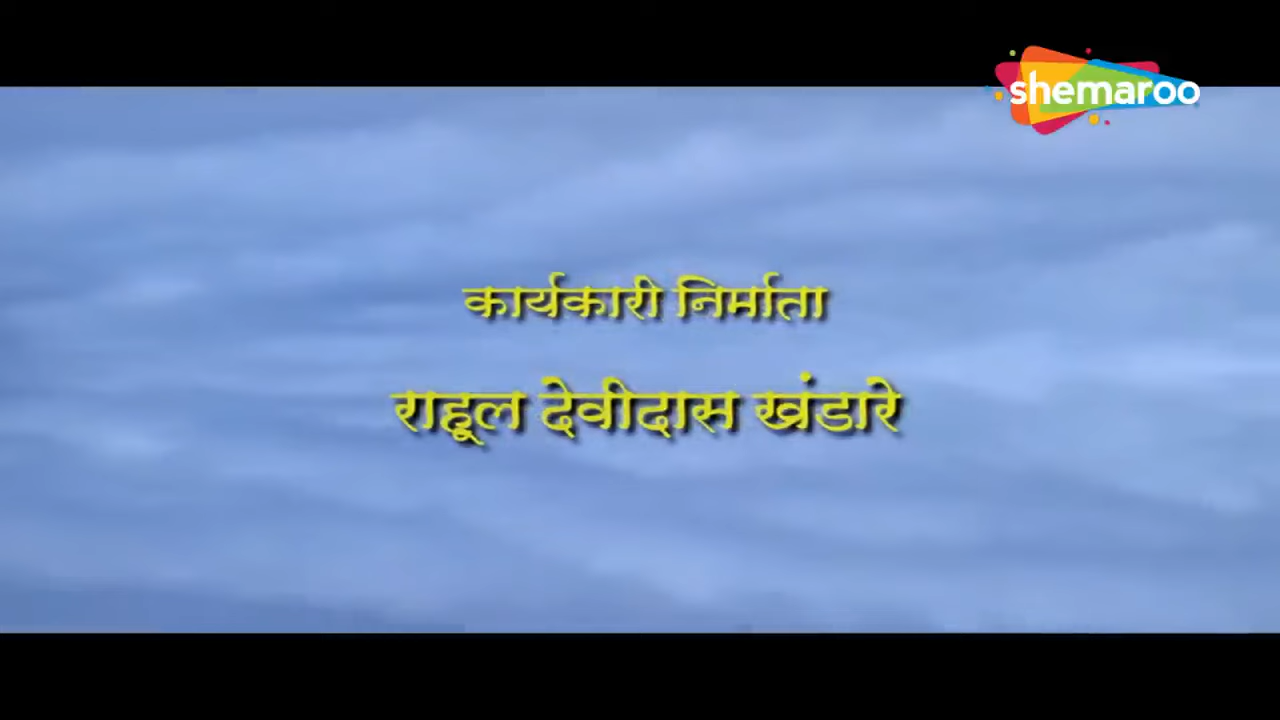 shemaroo
कार्यकारी निर्माता
राहूल देवीदास खंडारे